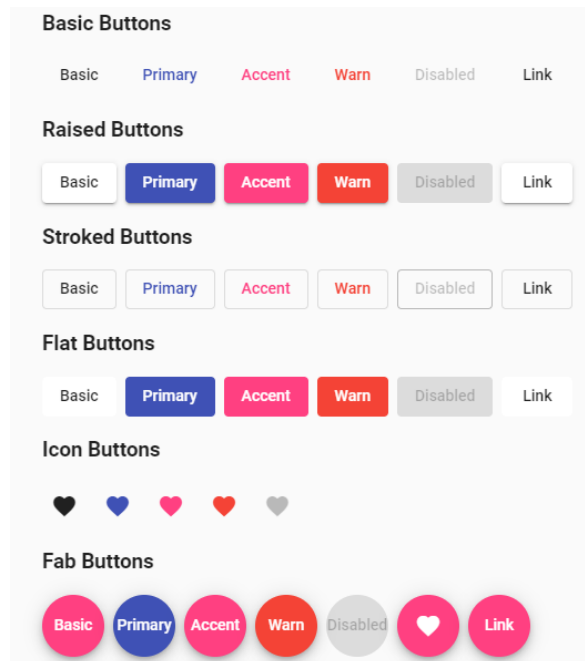 Basic Buttons
Basic Primary Accent Warn Disabled Link
Raised Buttons
Basic Primary Accent Warn Disabled Link
Stroked Buttons
Basic Primary Accent Warn Disabled Link
Flat Buttons
Basic Primary Accent Warn Disabled Link
Icon Buttons
Fab Buttons
Basic Primary Accent Warn Disabled Link